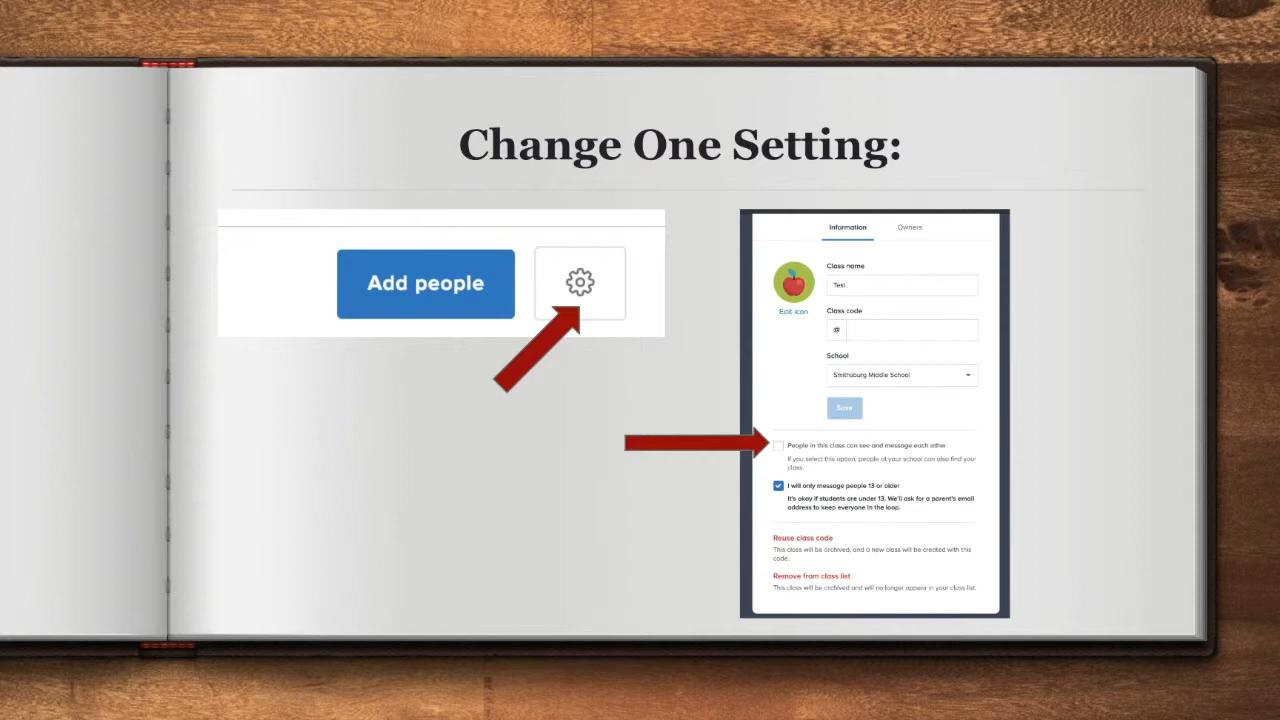 Change One Setting:
Add people
Information Owners
Class name
Test
Edit icon
Class code
@
School
Smithsburg Middle School
Save
People in this class can see and message each other
If you select this option, people at your school can also find your
class.
I will only message people 13 or older
It's okay if students are under 13. We'll ask for a parent's email
address to keep everyone in the loop.
Reuse class code
This class will be archived, and a new class will be created with this
code.
Remove from class list
This class will be archived and will no longer appear in your class list.